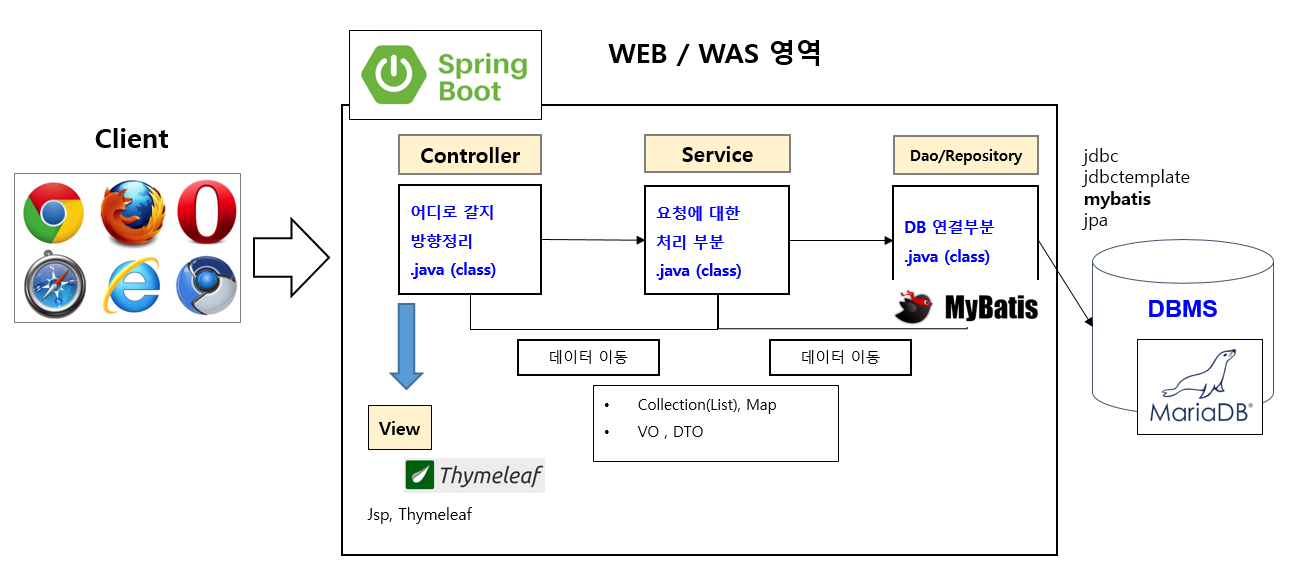 WEB / WAS 영역
Spring
Boot
Client
Controller
Service
Dao/Repository
어디로 갈지
방향정리
.java (class)
요청에 대한
처리 부분
.java (class)
DB 연결부분
.java (class)
MyBatis
jdbc
jdbctemplate
mybatis
jpa
DBMS
MariaDB®
데이터 이동
데이터 이동
• Collection(List), Map
• VO , DTO
View
Thymeleaf
Jsp, Thymeleaf